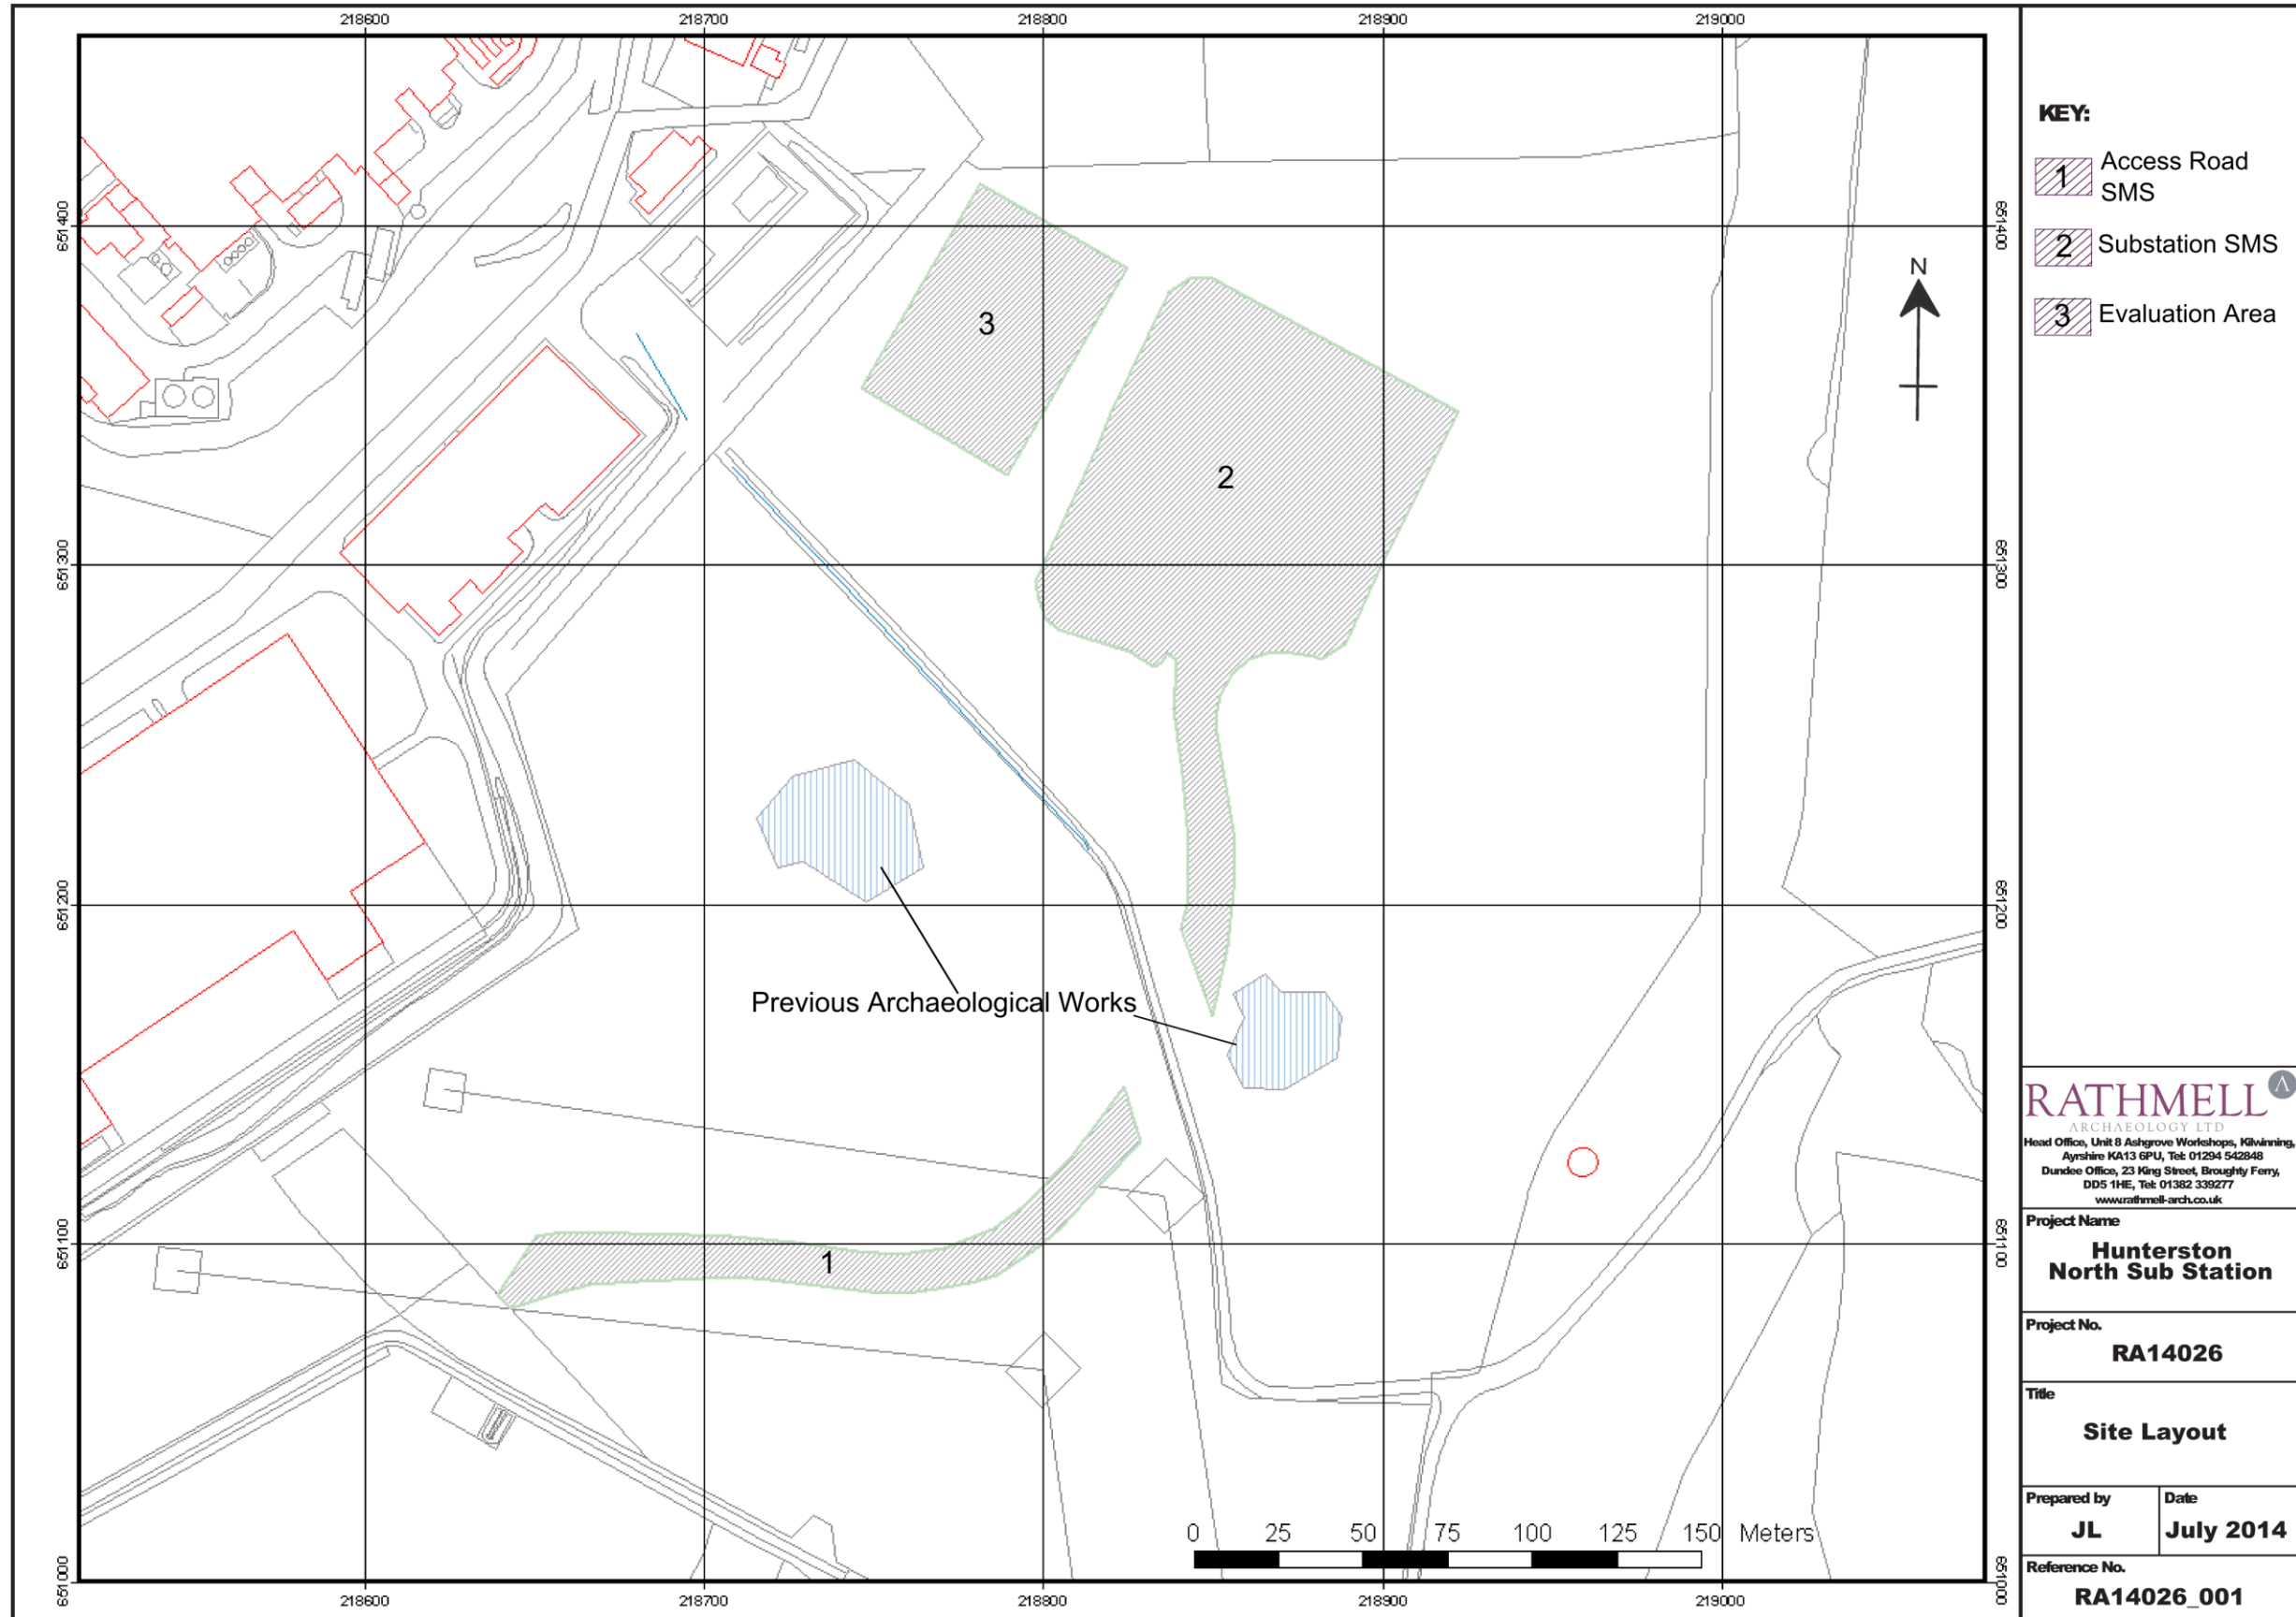 218600 218700 218800 218900 219000
651400 651400
651300 651300
651200 651200
651100 651100
651000 651000
218600 218700 218800 218900 219000
3
2
1
Previous Archaeological Works
N
0 25 50 75 100 125 150 Meters
KEY:
1 Access Road
SMS
2 Substation SMS
3 Evaluation Area
RATHMELL Λ
ARCHAEOLOGY LTD
Head Office, Unit 8 Ashgrove Workshops, Kilwinning,
Ayrshire KA13 6PU, Tel: 01294 542848
Dundee Office, 23 King Street, Broughty Ferry,
DD5 1HE, Tel: 01382 339277
www.rathmell-arch.co.uk
Project Name
Hunterston
North Sub Station
Project No.
RA14026
Title
Site Layout
Prepared by
JL
Date
July 2014
Reference No.
RA14026_001